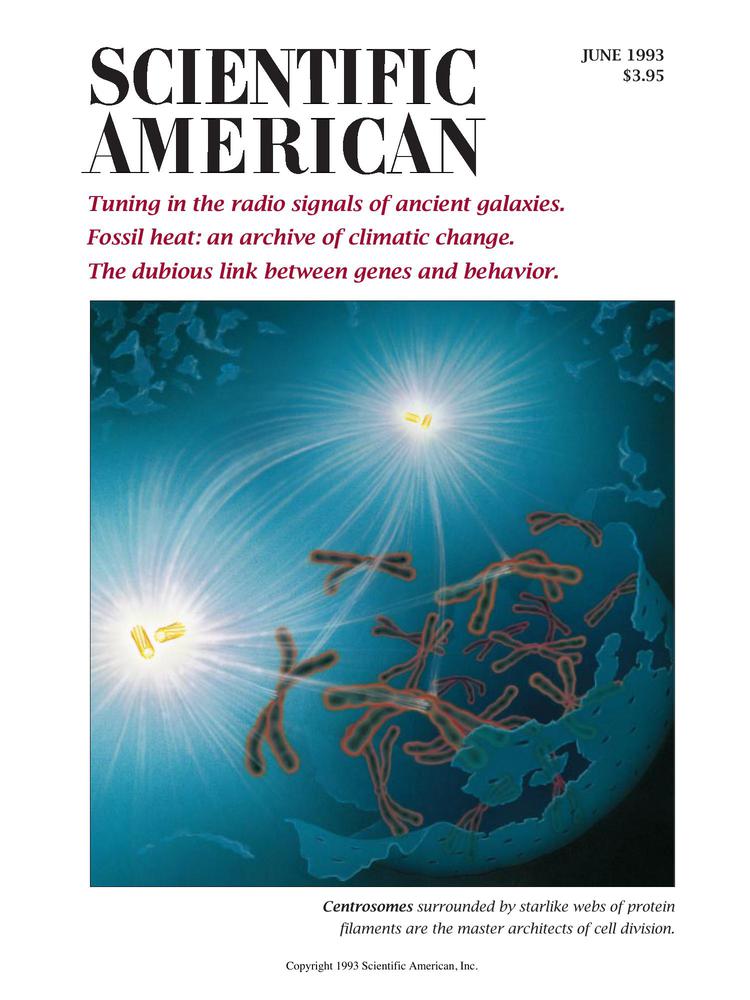 SCIENTIFIC
AMERICAN
JUNE 1993
$3.95
Tuning in the radio signals of ancient galaxies.
Fossil heat: an archive of climatic change.
The dubious link between genes and behavior.
Centrosomes surrounded by starlike webs of protein
filaments are the master architects of cell division.
Copyright 1993 Scientific American, Inc.